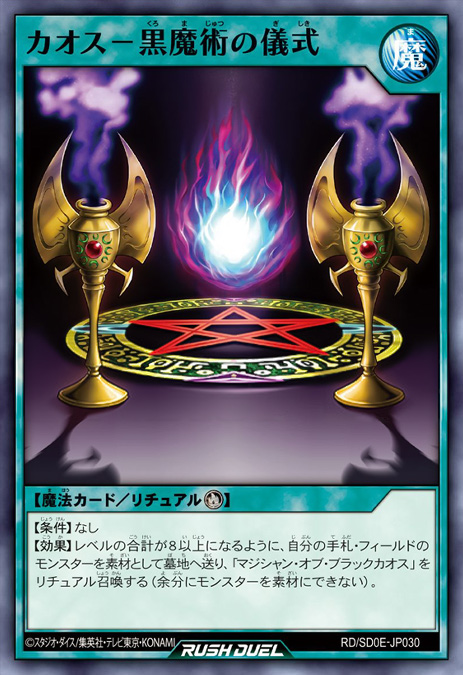 カオス－黒魔術の儀式
魔
【魔法カード／リチュアル】
【条件】なし
【効果】レベルの合計が８以上になるように、自分の手札・フィールドの
モンスターを素材として墓地へ送り、「マジシャン・オブ・ブラックカオス」を
リチュアル召喚する（余分にモンスターを素材にできない）。
©スタジオ・ダイス/集英社・テレビ東京・KONAMI
RUSH DUEL
RD/SD0E-JP030